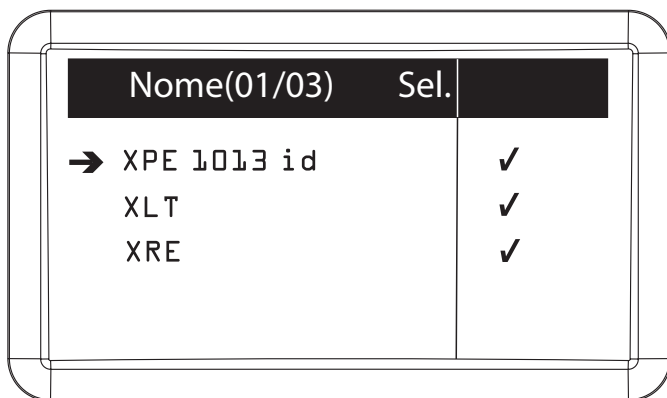 Nome(01/03) Sel.
➔ XPE 1013 id ✓
XLT ✓
XRE ✓